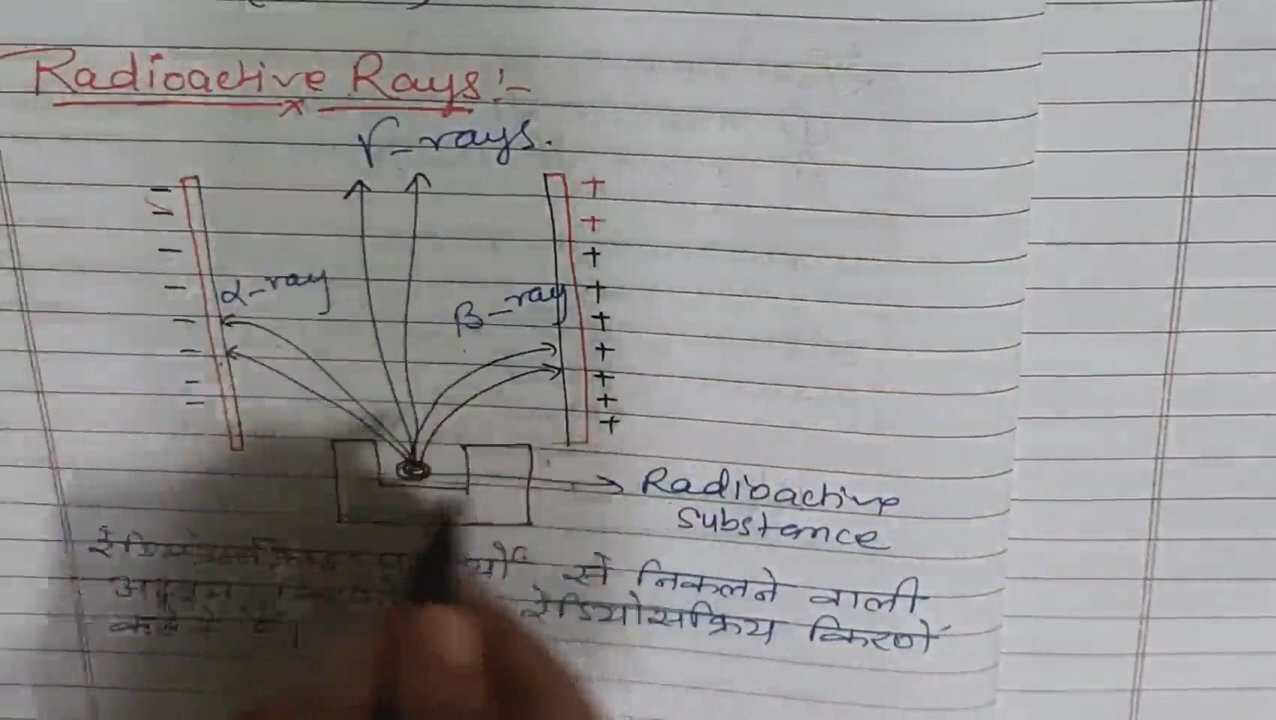 Radioactive Rays:-
γ-rays.
α-ray
β-ray
Radioactive
Substance
से निकलने वाली
रेडियोसक्रिय किरणें